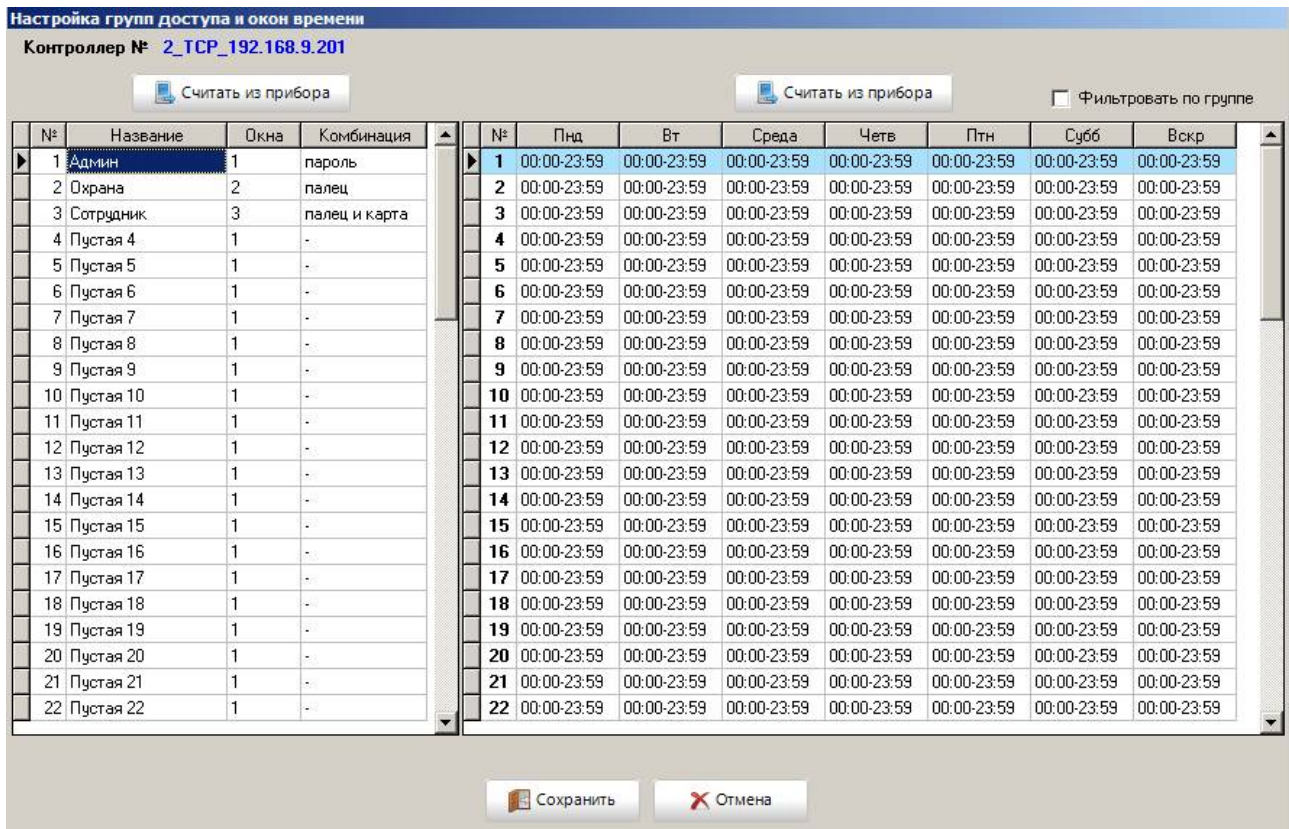 Настройка групп доступа и окон времени
Контроллер № 2_TCP_192.168.9.201
Считать из прибора Считать из прибора Фильтровать по группе
№ Название Окна Комбинация № Пнд Вт Среда Четв Птн Субб Вскр
1 Админ 1 пароль 1 00:00-23:59 00:00-23:59 00:00-23:59 00:00-23:59 00:00-23:59 00:00-23:59 00:00-23:59
2 Охрана 2 палец 2 00:00-23:59 00:00-23:59 00:00-23:59 00:00-23:59 00:00-23:59 00:00-23:59 00:00-23:59
3 Сотрудник 3 палец и карта 3 00:00-23:59 00:00-23:59 00:00-23:59 00:00-23:59 00:00-23:59 00:00-23:59 00:00-23:59
4 Пустая 4 1 - 4 00:00-23:59 00:00-23:59 00:00-23:59 00:00-23:59 00:00-23:59 00:00-23:59 00:00-23:59
5 Пустая 5 1 - 5 00:00-23:59 00:00-23:59 00:00-23:59 00:00-23:59 00:00-23:59 00:00-23:59 00:00-23:59
6 Пустая 6 1 - 6 00:00-23:59 00:00-23:59 00:00-23:59 00:00-23:59 00:00-23:59 00:00-23:59 00:00-23:59
7 Пустая 7 1 - 7 00:00-23:59 00:00-23:59 00:00-23:59 00:00-23:59 00:00-23:59 00:00-23:59 00:00-23:59
8 Пустая 8 1 - 8 00:00-23:59 00:00-23:59 00:00-23:59 00:00-23:59 00:00-23:59 00:00-23:59 00:00-23:59
9 Пустая 9 1 - 9 00:00-23:59 00:00-23:59 00:00-23:59 00:00-23:59 00:00-23:59 00:00-23:59 00:00-23:59
10 Пустая 10 1 - 10 00:00-23:59 00:00-23:59 00:00-23:59 00:00-23:59 00:00-23:59 00:00-23:59 00:00-23:59
11 Пустая 11 1 - 11 00:00-23:59 00:00-23:59 00:00-23:59 00:00-23:59 00:00-23:59 00:00-23:59 00:00-23:59
12 Пустая 12 1 - 12 00:00-23:59 00:00-23:59 00:00-23:59 00:00-23:59 00:00-23:59 00:00-23:59 00:00-23:59
13 Пустая 13 1 - 13 00:00-23:59 00:00-23:59 00:00-23:59 00:00-23:59 00:00-23:59 00:00-23:59 00:00-23:59
14 Пустая 14 1 - 14 00:00-23:59 00:00-23:59 00:00-23:59 00:00-23:59 00:00-23:59 00:00-23:59 00:00-23:59
15 Пустая 15 1 - 15 00:00-23:59 00:00-23:59 00:00-23:59 00:00-23:59 00:00-23:59 00:00-23:59 00:00-23:59
16 Пустая 16 1 - 16 00:00-23:59 00:00-23:59 00:00-23:59 00:00-23:59 00:00-23:59 00:00-23:59 00:00-23:59
17 Пустая 17 1 - 17 00:00-23:59 00:00-23:59 00:00-23:59 00:00-23:59 00:00-23:59 00:00-23:59 00:00-23:59
18 Пустая 18 1 - 18 00:00-23:59 00:00-23:59 00:00-23:59 00:00-23:59 00:00-23:59 00:00-23:59 00:00-23:59
19 Пустая 19 1 - 19 00:00-23:59 00:00-23:59 00:00-23:59 00:00-23:59 00:00-23:59 00:00-23:59 00:00-23:59
20 Пустая 20 1 - 20 00:00-23:59 00:00-23:59 00:00-23:59 00:00-23:59 00:00-23:59 00:00-23:59 00:00-23:59
21 Пустая 21 1 - 21 00:00-23:59 00:00-23:59 00:00-23:59 00:00-23:59 00:00-23:59 00:00-23:59 00:00-23:59
22 Пустая 22 1 - 22 00:00-23:59 00:00-23:59 00:00-23:59 00:00-23:59 00:00-23:59 00:00-23:59 00:00-23:59
Сохранить Отмена